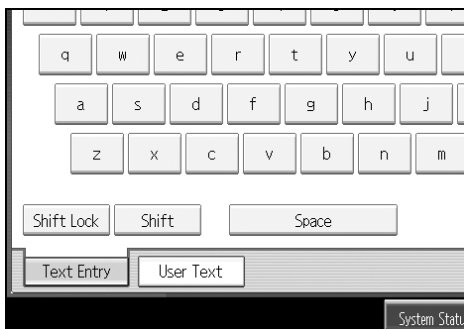 q w e r t y u
a s d f g h j
z x c v b n m
Shift Lock Shift Space
Text Entry User Text
System Statu